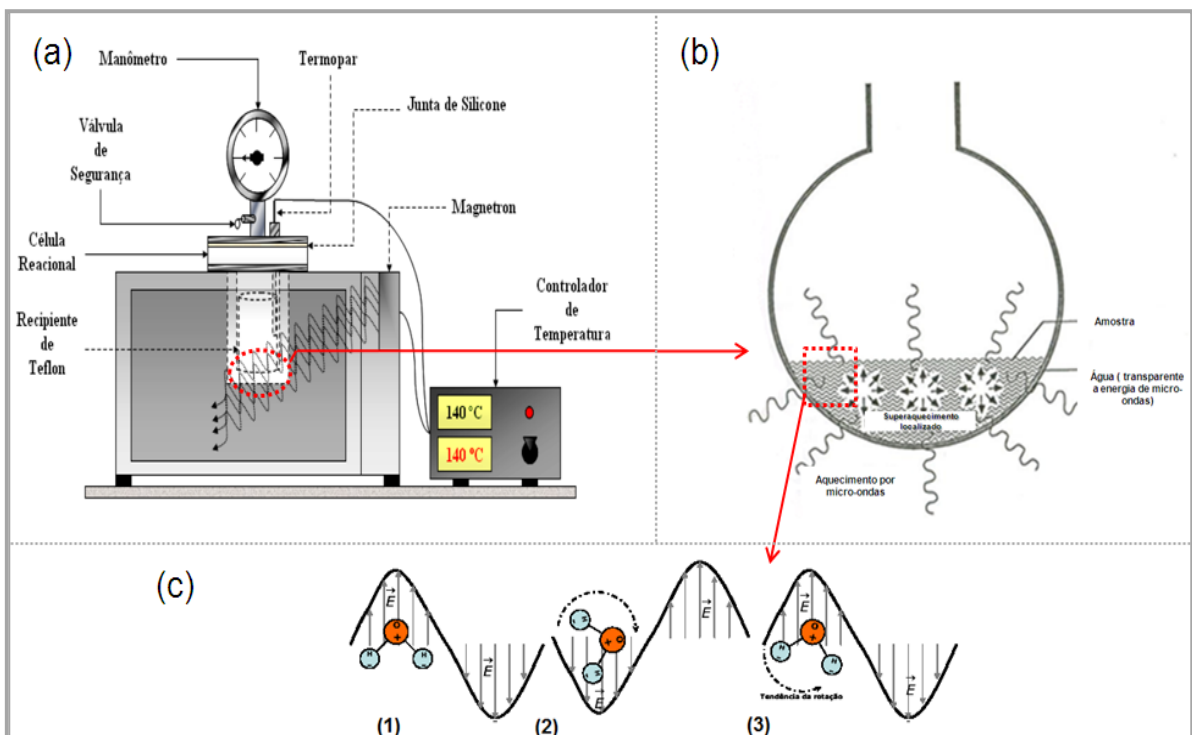 (a)
Manômetro
Termopar
Junta de Silicone
Válvula
de
Segurança
Magnetron
Célula
Reacional
Controlador
de
Temperatura
Recipiente
de
Teflon
140 °C
140 °C
(b)
Amostra
Água ( transparente
a energia de micro-
ondas)
Superaquecimento
localizado
Aquecimento por
micro-ondas
(c)
E
O
+
H
H
E
(1)
O
+
E
(2)
E
E
O
+
Tendência da rotação
(3)
E